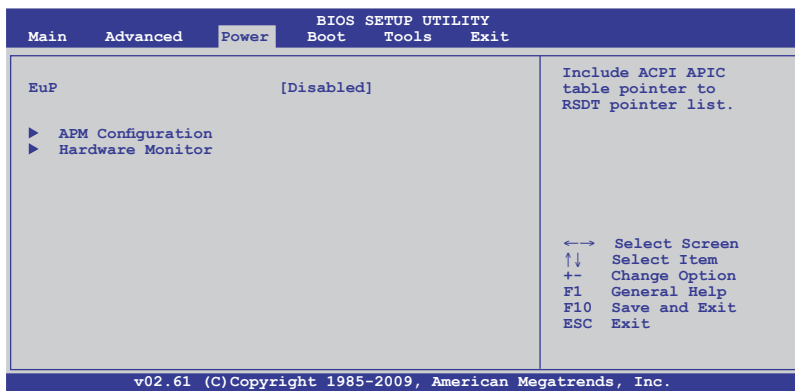 BIOS SETUP UTILITY
Main Advanced Power Boot Tools Exit
EuP [Disabled]
▶ APM Configuration
▶ Hardware Monitor
Include ACPI APIC
table pointer to
RSDT pointer list.
←→ Select Screen
↑↓ Select Item
+- Change Option
F1 General Help
F10 Save and Exit
ESC Exit
v02.61 (C)Copyright 1985-2009, American Megatrends, Inc.